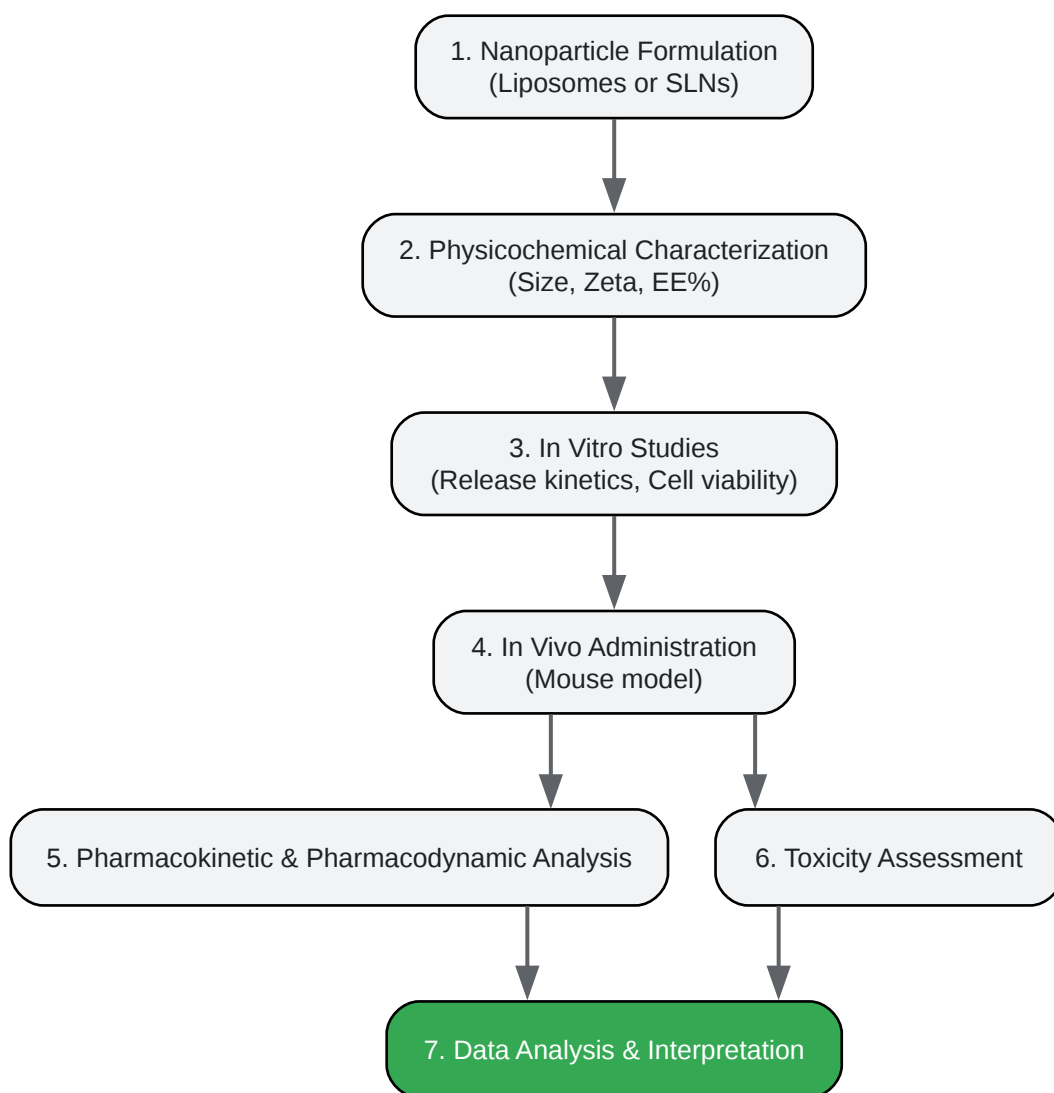 1. Nanoparticle Formulation
(Liposomes or SLNs)
2. Physicochemical Characterization
(Size, Zeta, EE%)
3. In Vitro Studies
(Release kinetics, Cell viability)
4. In Vivo Administration
(Mouse model)
5. Pharmacokinetic & Pharmacodynamic Analysis
6. Toxicity Assessment
7. Data Analysis & Interpretation